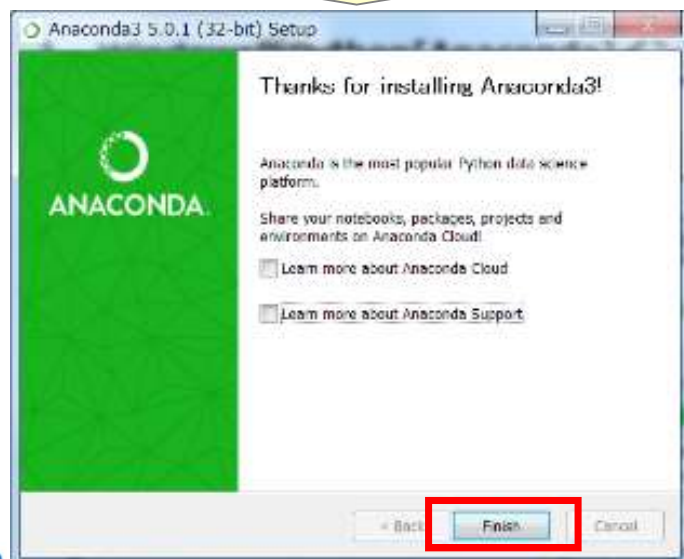 Anaconda3 5.0.1 (32-bit) Setup
Thanks for installing Anaconda3!
Anaconda is the most popular Python data science
platform.
Share your notebooks, packages, projects and
environments on Anaconda Cloud!
Learn more about Anaconda Cloud
Learn more about Anaconda Support
ANACONDA.
< Back Finish Cancel